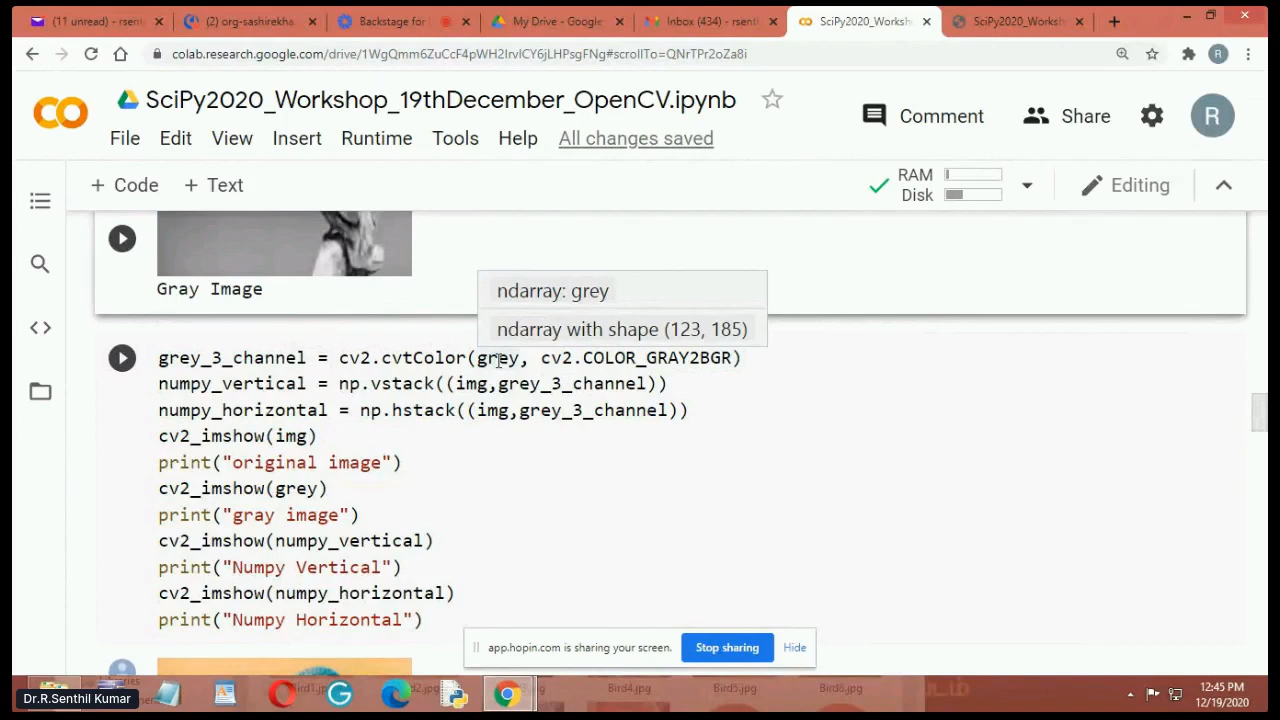 (11 unread) - rsent
(2) org-sashirekha
Backstage for
My Drive - Google
Inbox (434) - rsent
SciPy2020_Worksh
SciPy2020_Worksh
colab.research.google.com/drive/1WgQmm6ZuCcF4pWH2IrvlCY6jLHPsgFNg#scrollTo=QNrTPr2oZa8i
R
SciPy2020_Workshop_19thDecember_OpenCV.ipynb
Comment
Share
R
File Edit View Insert Runtime Tools Help All changes saved
+ Code + Text
RAM
Disk
Editing
Gray Image
ndarray: grey
ndarray with shape (123, 185)
grey_3_channel = cv2.cvtColor(grey, cv2.COLOR_GRAY2BGR)
numpy_vertical = np.vstack((img,grey_3_channel))
numpy_horizontal = np.hstack((img,grey_3_channel))
cv2_imshow(img)
print("original image")
cv2_imshow(grey)
print("gray image")
cv2_imshow(numpy_vertical)
print("Numpy Vertical")
cv2_imshow(numpy_horizontal)
print("Numpy Horizontal")
app.hopin.com is sharing your screen.
Stop sharing
Hide
Bird1.jpg
Bird4.jpg
Bird5.jpg
Bird6.jpg
Dr.R.Senthil Kumar
12:45 PM
12/19/2020